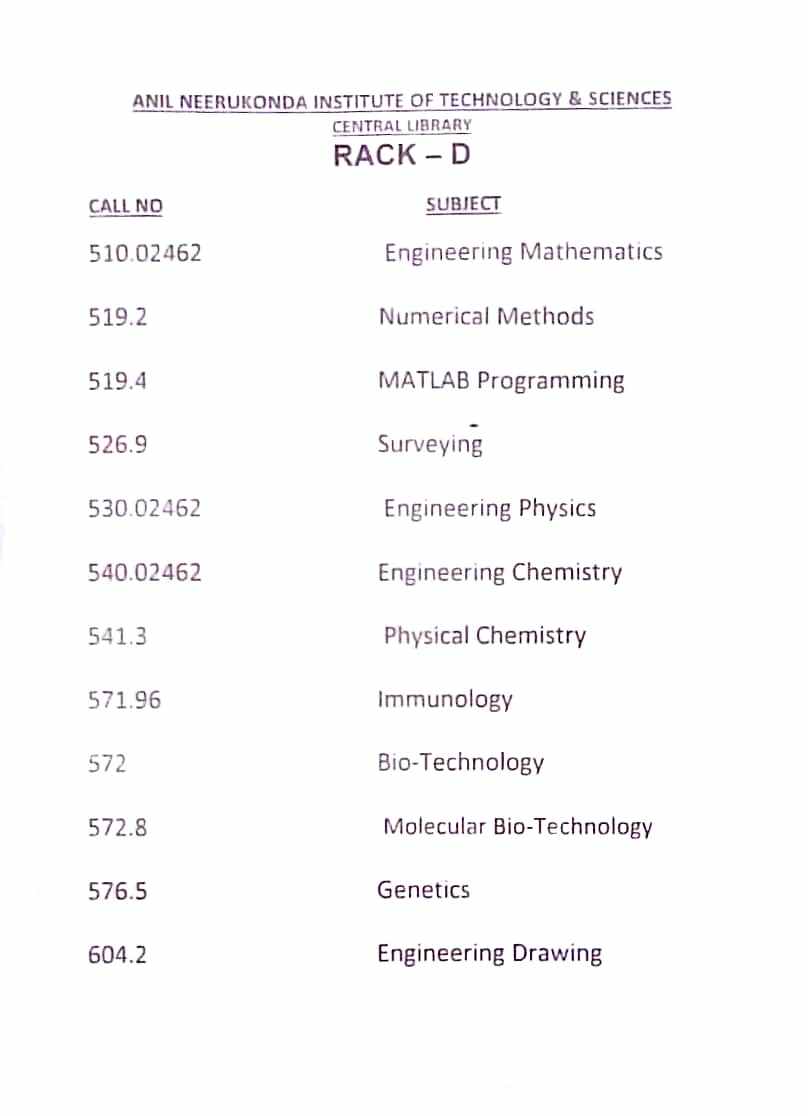 ANIL NEERUKONDA INSTITUTE OF TECHNOLOGY & SCIENCES
CENTRAL LIBRARY
RACK – D
CALL NO SUBJECT
510.02462 Engineering Mathematics
519.2 Numerical Methods
519.4 MATLAB Programming
526.9 Surveying
530.02462 Engineering Physics
540.02462 Engineering Chemistry
541.3 Physical Chemistry
571.96 Immunology
572 Bio-Technology
572.8 Molecular Bio-Technology
576.5 Genetics
604.2 Engineering Drawing